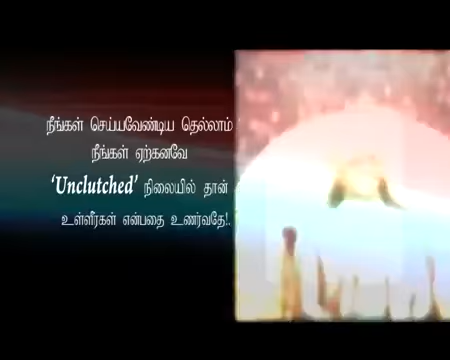 நீங்கள் செய்யவேண்டிய தெல்லாம்
நீங்கள் ஏற்கனவே
‘Unclutched’ நிலையில் தான்
உள்ளீர்கள் என்பதை உணர்வதே!.